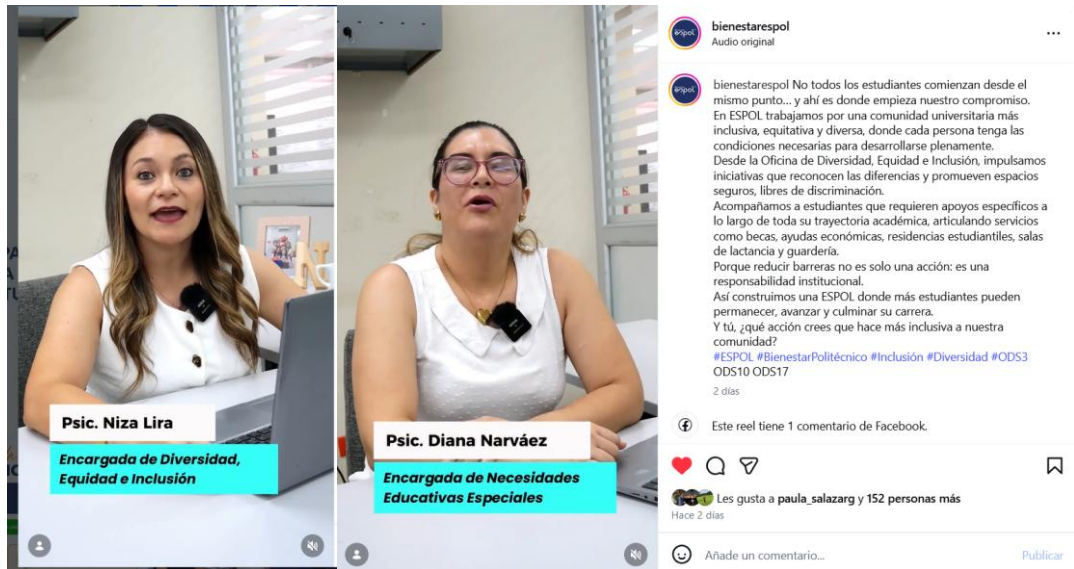 Psic. Niza Lira
Encargada de Diversidad,
Equidad e Inclusión
Psic. Diana Narváez
Encargada de Necesidades
Educativas Especiales
espol
bienestarespol
Audio original
espol
bienestarespol No todos los estudiantes comienzan desde el
mismo punto... y ahí es donde empieza nuestro compromiso.
En ESPOL trabajamos por una comunidad universitaria más
inclusiva, equitativa y diversa, donde cada persona tenga las
condiciones necesarias para desarrollarse plenamente.
Desde la Oficina de Diversidad, Equidad e Inclusión, impulsamos
iniciativas que reconocen las diferencias y promueven espacios
seguros, libres de discriminación.
Acompañamos a estudiantes que requieren apoyos específicos a
lo largo de toda su trayectoria académica, articulando servicios
como becas, ayudas económicas, residencias estudiantiles, salas
de lactancia y guardería.
Porque reducir barreras no es solo una acción: es una
responsabilidad institucional.
Así construimos una ESPOL donde más estudiantes pueden
permanecer, avanzar y culminar su carrera.
Y tú, ¿qué acción crees que hace más inclusiva a nuestra
comunidad?
#ESPOL #BienestarPolitécnico #Inclusión #Diversidad #ODS3
ODS10 ODS17
2 días
Este reel tiene 1 comentario de Facebook.
Les gusta a paula_salazarg y 152 personas más
Hace 2 días
Añade un comentario...
Publicar